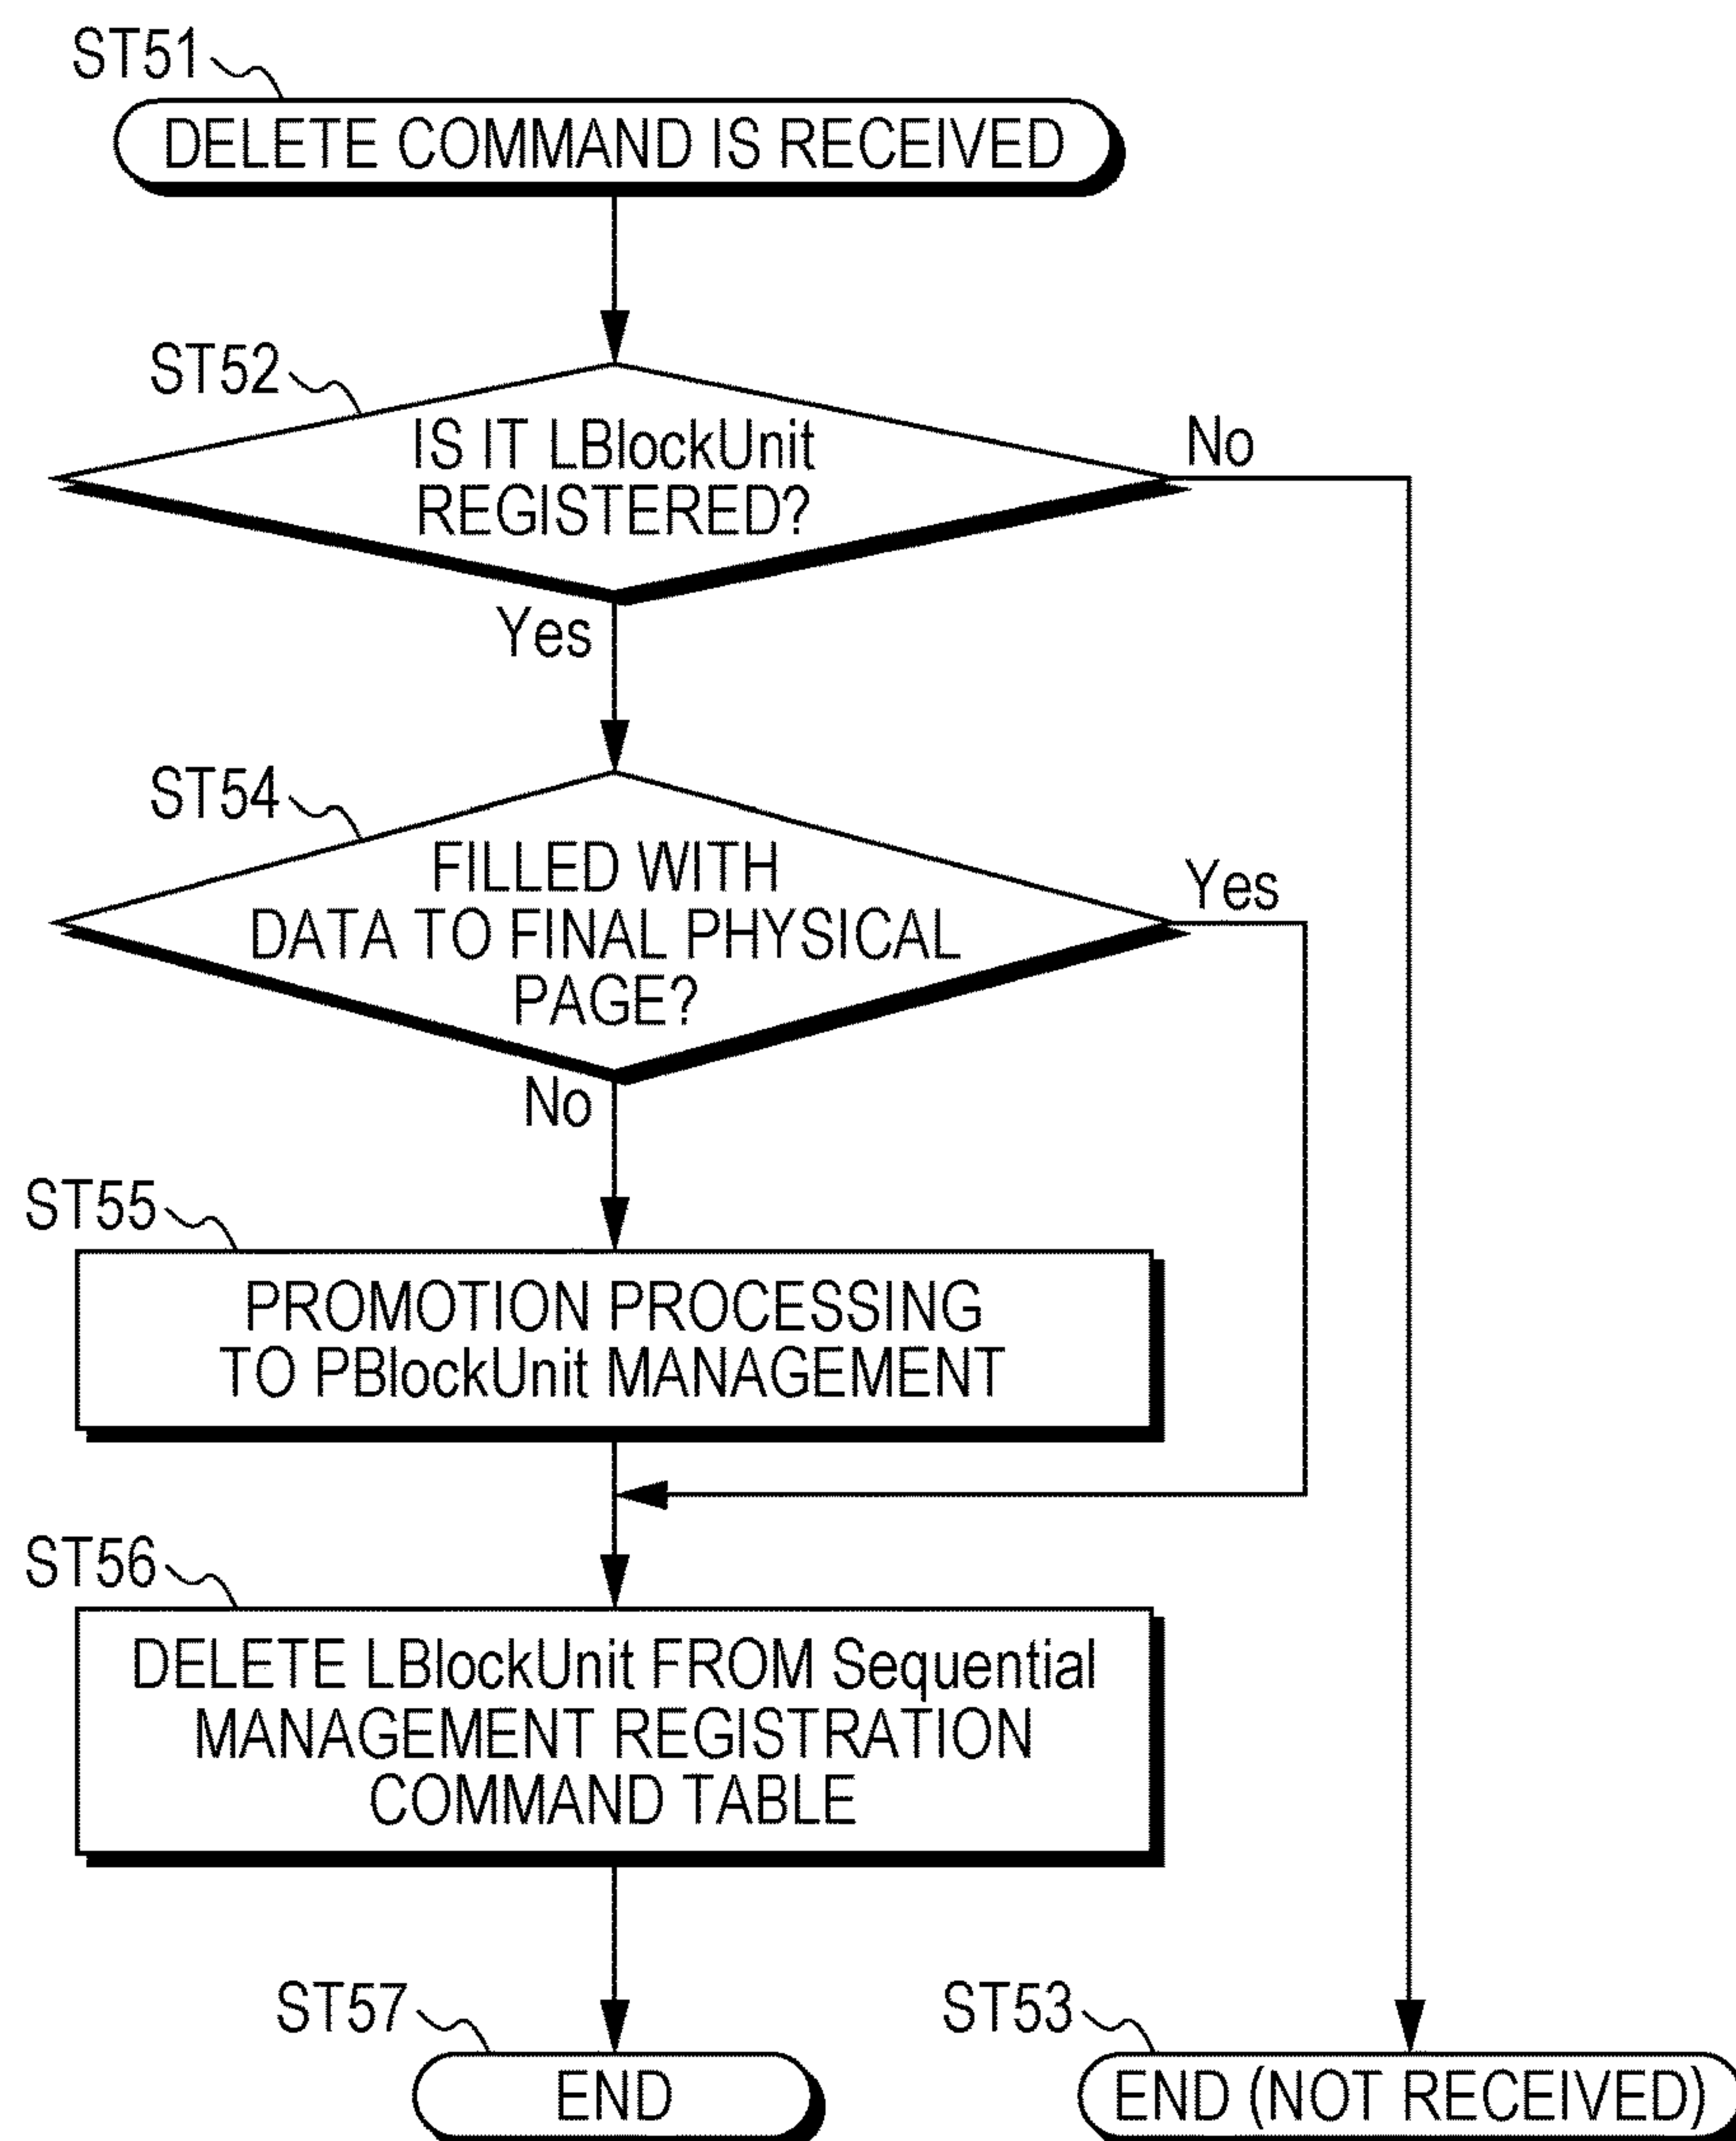 ST51
DELETE COMMAND IS RECEIVED
ST52
IS IT LBlockUnit
REGISTERED?
No
Yes
ST54
FILLED WITH
DATA TO FINAL PHYSICAL
PAGE?
Yes
No
ST55
PROMOTION PROCESSING
TO PBlockUnit MANAGEMENT
ST56
DELETE LBlockUnit FROM Sequential
MANAGEMENT REGISTRATION
COMMAND TABLE
ST57
END
ST53
END (NOT RECEIVED)